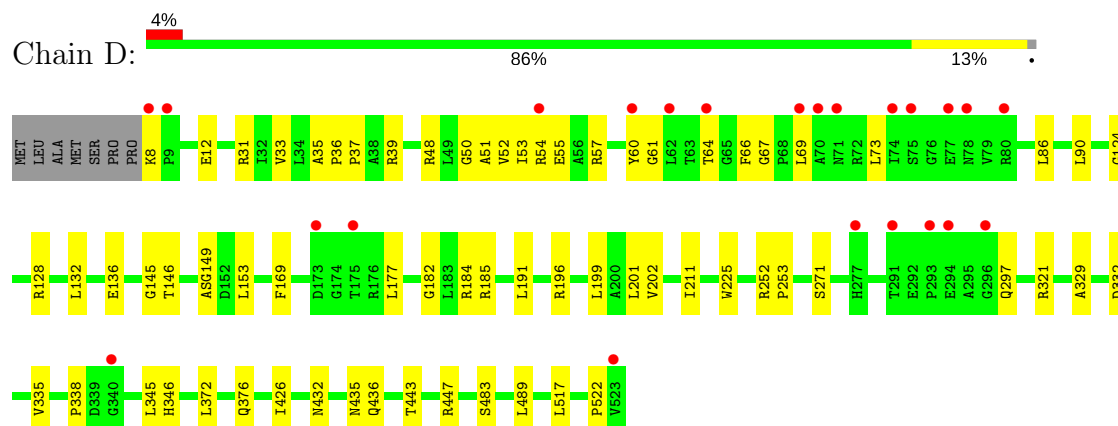 4%
Chain D:
86% 13% •
MET LEU ALA MET SER PRO PRO K8 P9 E12 R31 I32 V33 L34 A35 P36 P37 A38 R39 R48 L49 G50 A51 V52 I53 R54 E55 A56 R57 Y60 G61 L62 T63 T64 G65 F66 G67 P68 L69 A70 N71 R72 L73 I74 S75 G76 E77 N78 V79 R80 L86 L90
R128 L132 E136 G145 T146 ASG149 D152 L153 F169 D173 G174 T175 R176 L177 G182 L183 R184 R185 L191 R196 L199 A200 L201 V202 I211 W225 R252 P253 S271 H277 T291 E292 P293 E294 A295 G296 Q297 R321 A329
V335 P338 D339 G340 L345 H346 L372 Q376 I426 N432 N435 Q436 T443 R447 S483 L489 L517 P522 V523